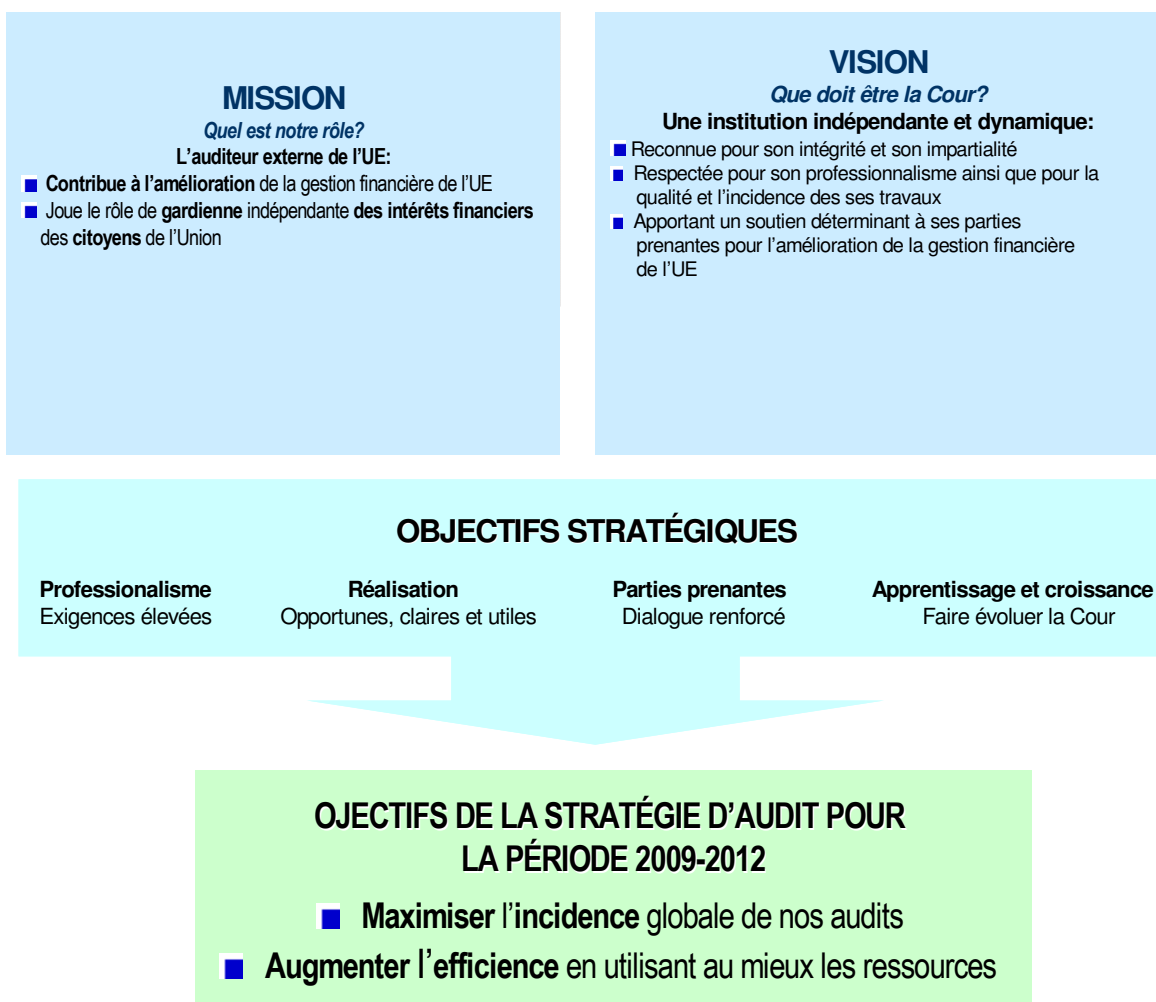 MISSION
Quel est notre rôle?
L'auditeur externe de l'UE:
Contribue à l'amélioration de la gestion financière de l'UE
Joue le rôle de gardienne indépendante des intérêts financiers
des citoyens de l'Union
VISION
Que doit être la Cour?
Une institution indépendante et dynamique:
Reconnue pour son intégrité et son impartialité
Respectée pour son professionnalisme ainsi que pour la
qualité et l'incidence des ses travaux
Apportant un soutien déterminant à ses parties
prenantes pour l'amélioration de la gestion financière
de l'UE
OBJECTIFS STRATÉGIQUES
Professionalisme
Exigences élevées
Réalisation
Opportunes, claires et utiles
Parties prenantes
Dialogue renforcé
Apprentissage et croissance
Faire évoluer la Cour
OJECTIFS DE LA STRATÉGIE D'AUDIT POUR
LA PÉRIODE 2009-2012
Maximiser l'incidence globale de nos audits
Augmenter l'efficience en utilisant au mieux les ressources